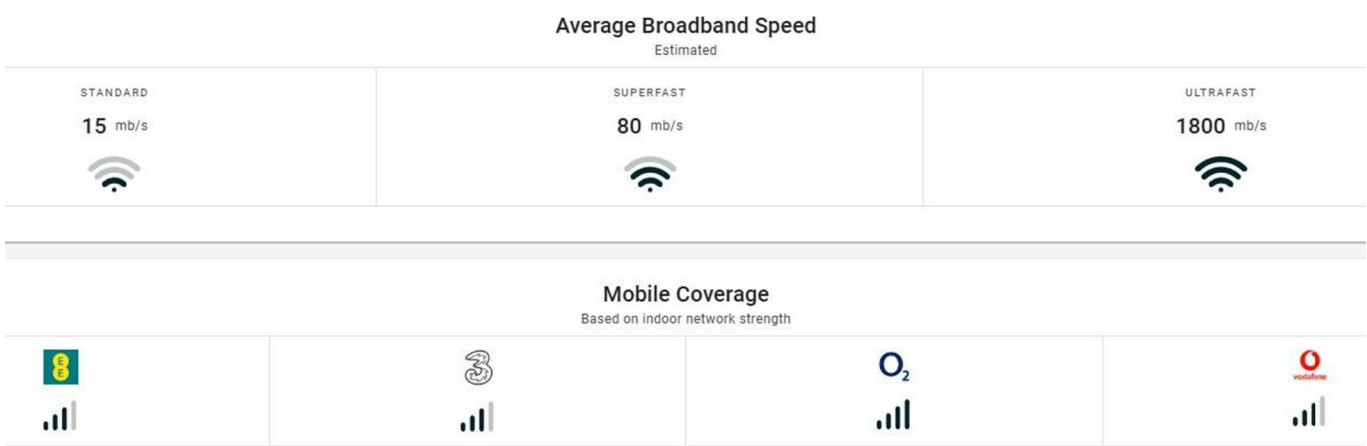 Average Broadband Speed
Estimated
STANDARD SUPERFAST ULTRAFAST
15 mb/s 80 mb/s 1800 mb/s
Mobile Coverage
Based on indoor network strength
EE 3 O2 vodafone